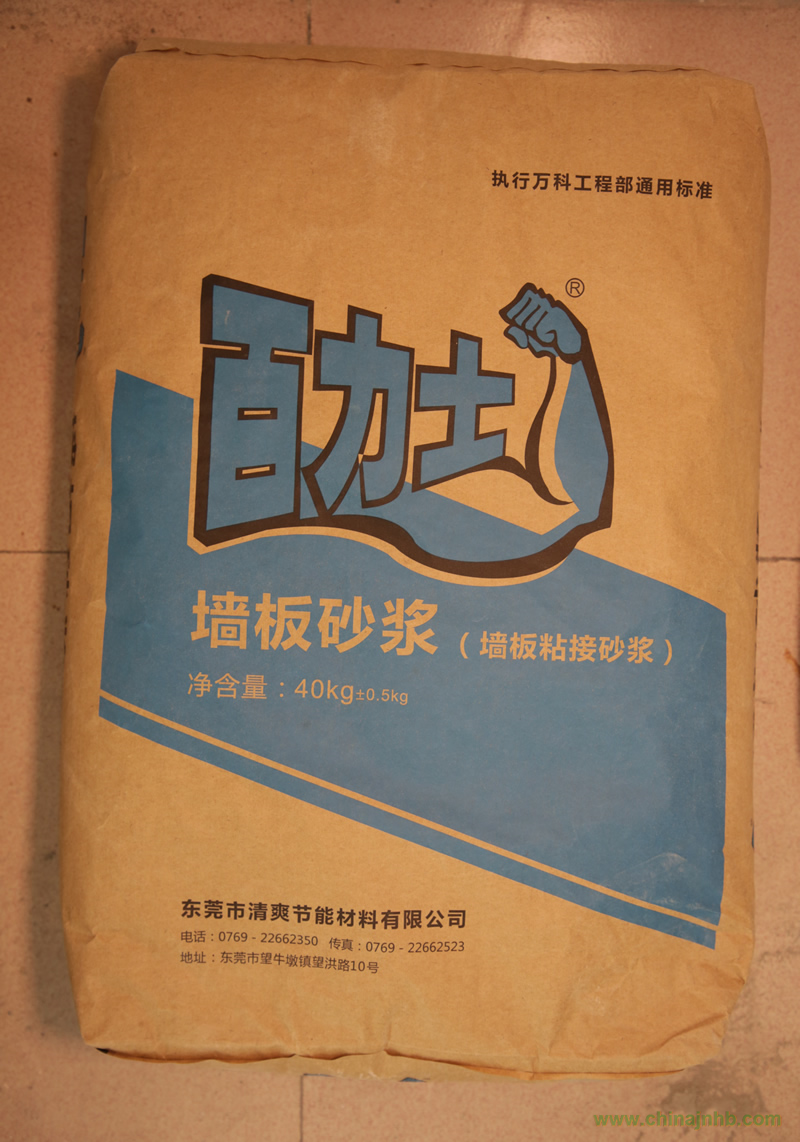 执行万科工程部通用标准
百力士®
墙板砂浆（墙板粘接砂浆）
净含量：40kg±0.5kg
东莞市清爽节能材料有限公司
电话：0769 - 22662350 传真：0769 - 22662523
地址：东莞市望牛墩镇望洪路10号
www.chinamhb.com